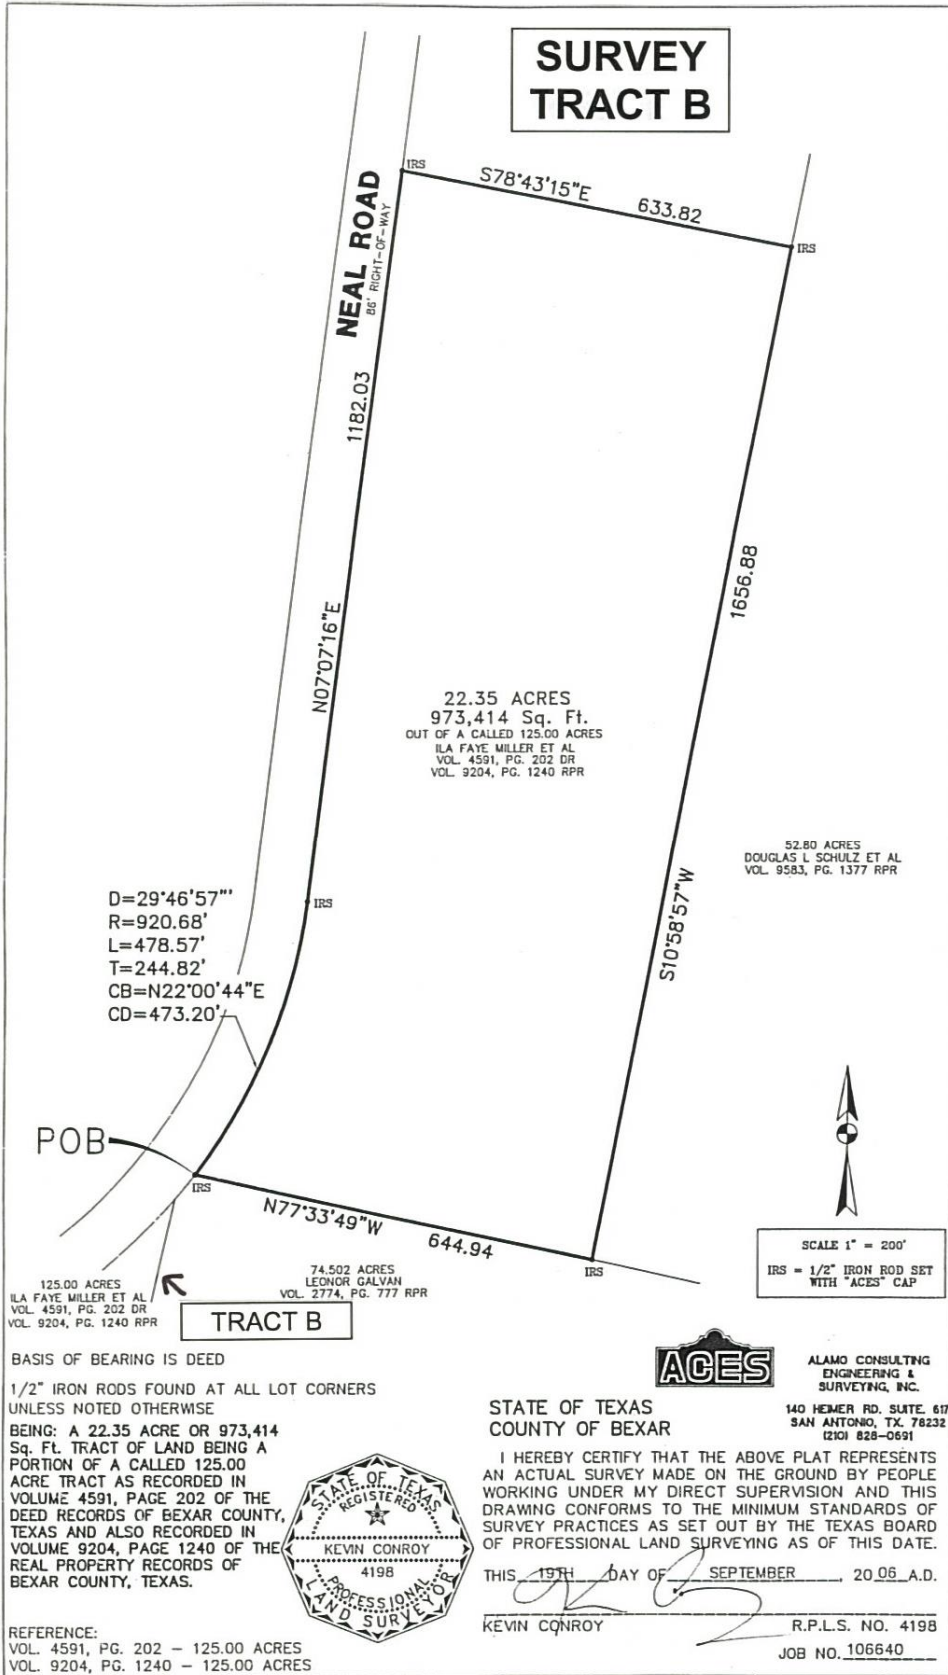 SURVEY
TRACT B
IRS
S78°43'15"E
633.82
IRS
NEAL ROAD
86' RIGHT-OF-WAY
1182.03
N07°07'16"E
1656.88
S10°58'57"W
22.35 ACRES
973,414 Sq. Ft.
OUT OF A CALLED 125.00 ACRES
ILA FAYE MILLER ET AL
VOL. 4591, PG. 202 DR
VOL. 9204, PG. 1240 RPR
52.80 ACRES
DOUGLAS L SCHULZ ET AL
VOL. 9583, PG. 1377 RPR
IRS
D=29°46'57"'
R=920.68'
L=478.57'
T=244.82'
CB=N22°00'44"E
CD=473.20'
POB
IRS
N77°33'49"W
644.94
IRS
125.00 ACRES
ILA FAYE MILLER ET AL
VOL. 4591, PG. 202 DR
VOL. 9204, PG. 1240 RPR
74.502 ACRES
LEONOR GALVAN
VOL. 2774, PG. 777 RPR
TRACT B
SCALE 1" = 200'
IRS = 1/2" IRON ROD SET
WITH "ACES" CAP
BASIS OF BEARING IS DEED
1/2" IRON RODS FOUND AT ALL LOT CORNERS
UNLESS NOTED OTHERWISE
BEING: A 22.35 ACRE OR 973,414
Sq. Ft. TRACT OF LAND BEING A
PORTION OF A CALLED 125.00
ACRE TRACT AS RECORDED IN
VOLUME 4591, PAGE 202 OF THE
DEED RECORDS OF BEXAR COUNTY,
TEXAS AND ALSO RECORDED IN
VOLUME 9204, PAGE 1240 OF THE
REAL PROPERTY RECORDS OF
BEXAR COUNTY, TEXAS.
REFERENCE:
VOL. 4591, PG. 202 - 125.00 ACRES
VOL. 9204, PG. 1240 - 125.00 ACRES
STATE OF TEXAS
REGISTERED
KEVIN CONROY
4198
PROFESSIONAL
LAND SURVEYOR
ACES
ALAMO CONSULTING
ENGINEERING &
SURVEYING, INC.
140 HEIMER RD. SUITE. 617
SAN ANTONIO, TX. 78232
(210) 828-0691
STATE OF TEXAS
COUNTY OF BEXAR
I HEREBY CERTIFY THAT THE ABOVE PLAT REPRESENTS
AN ACTUAL SURVEY MADE ON THE GROUND BY PEOPLE
WORKING UNDER MY DIRECT SUPERVISION AND THIS
DRAWING CONFORMS TO THE MINIMUM STANDARDS OF
SURVEY PRACTICES AS SET OUT BY THE TEXAS BOARD
OF PROFESSIONAL LAND SURVEYING AS OF THIS DATE.
THIS 19TH DAY OF SEPTEMBER, 20 06 A.D.
KEVIN CONROY R.P.L.S. NO. 4198
JOB NO. 106640